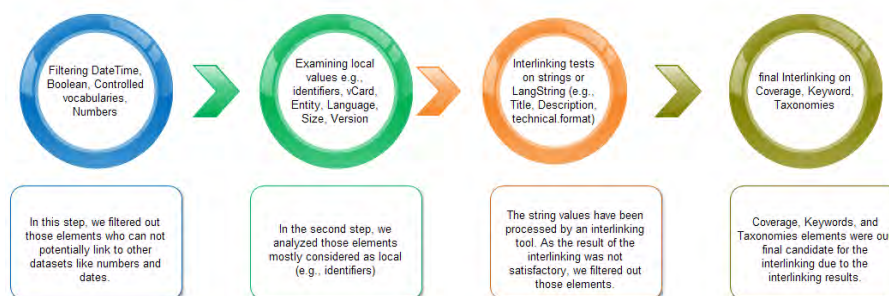 Filtering DateTime,
Boolean, Controlled
vocabularies,
Numbers
Examining local
values e.g.,
identifiers, vCard,
Entity, Language,
Size, Version
Interlinking tests
on strings or
LangString (e.g.,
Title, Description,
technical.format)
final Interlinking on
Coverage, Keyword,
Taxonomies
In this step, we filtered out
those elements who can not
potentially link to other
datasets like numbers and
dates.
In the second step, we
analyzed those elements
mostly considered as local
(e.g., identifiers)
The string values have been
processed by an interlinking
tool. As the result of the
interlinking was not
satisfactory, we filtered out
those elements.
Coverage, Keywords, and
Taxonomies elements were ou
final candidate for the
interlinking due to the
interlinking results.